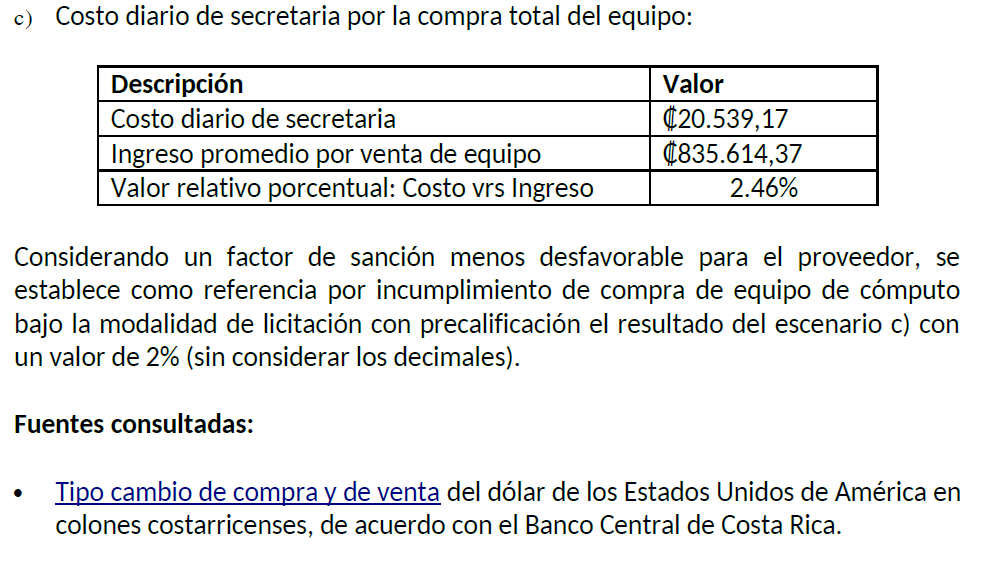 c) Costo diario de secretaria por la compra total del equipo:
Descripción Valor
Costo diario de secretaria ₡20.539,17
Ingreso promedio por venta de equipo ₡835.614,37
Valor relativo porcentual: Costo vrs Ingreso 2.46%
Considerando un factor de sanción menos desfavorable para el proveedor, se
establece como referencia por incumplimiento de compra de equipo de cómputo
bajo la modalidad de licitación con precalificación el resultado del escenario c) con
un valor de 2% (sin considerar los decimales).
Fuentes consultadas:
• Tipo cambio de compra y de venta del dólar de los Estados Unidos de América en
colones costarricenses, de acuerdo con el Banco Central de Costa Rica.